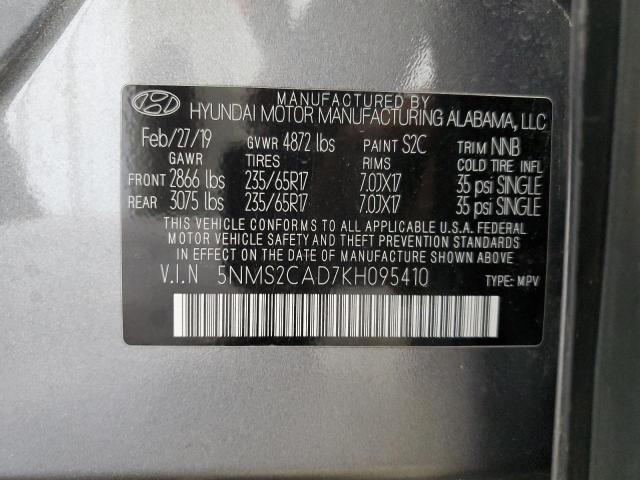 MANUFACTURED BY
HYUNDAI MOTOR MANUFACTURING ALABAMA, LLC
Feb/27/19 GVWR 4872 lbs PAINT S2C TRIM NNB
GAWR TIRES RIMS COLD TIRE INFL
FRONT 2866 lbs 235/65R17 7.0JX17 35 psi SINGLE
REAR 3075 lbs 235/65R17 7.0JX17 35 psi SINGLE
THIS VEHICLE CONFORMS TO ALL APPLICABLE U.S.A. FEDERAL
MOTOR VEHICLE SAFETY AND THEFT PREVENTION STANDARDS
IN EFFECT ON THE DATE OF MANUFACTURE SHOWN ABOVE.
V.I.N 5NMS2CAD7KH095410 TYPE: MPV